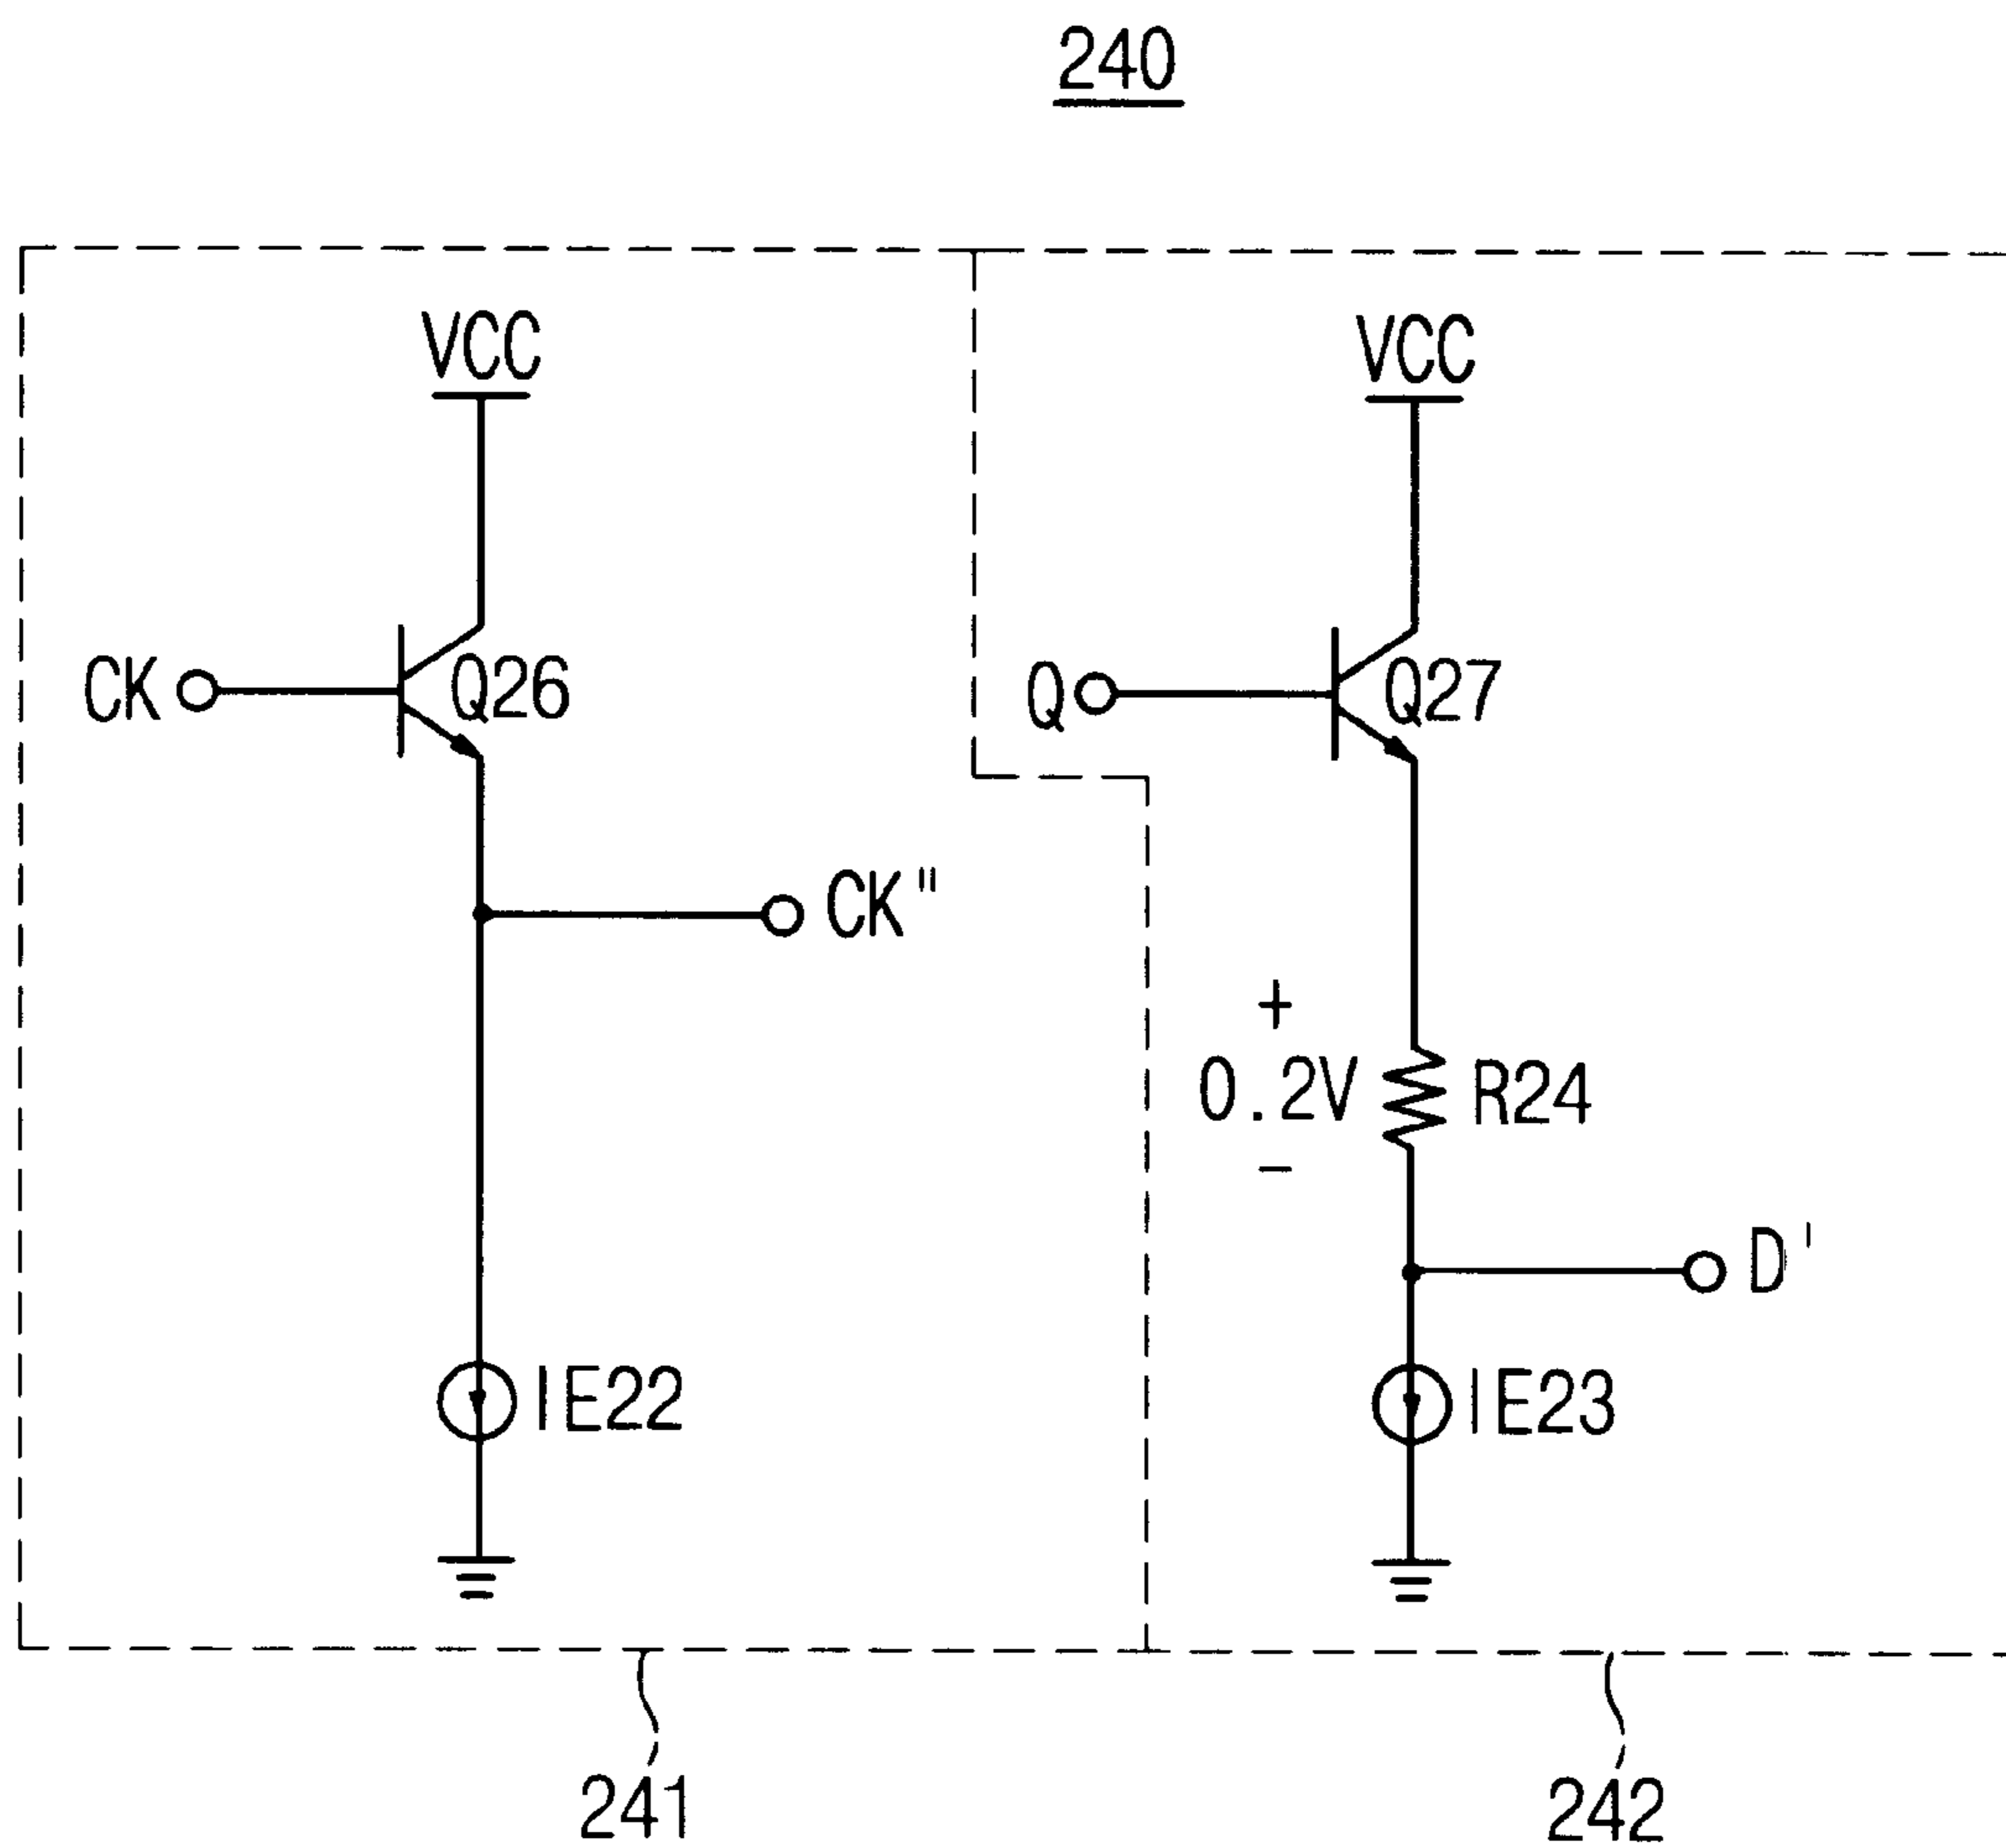 240
VCC
VCC
CK
Q26
Q
Q27
CK"
+
0.2V
-
R24
D'
IE22
IE23
241
242